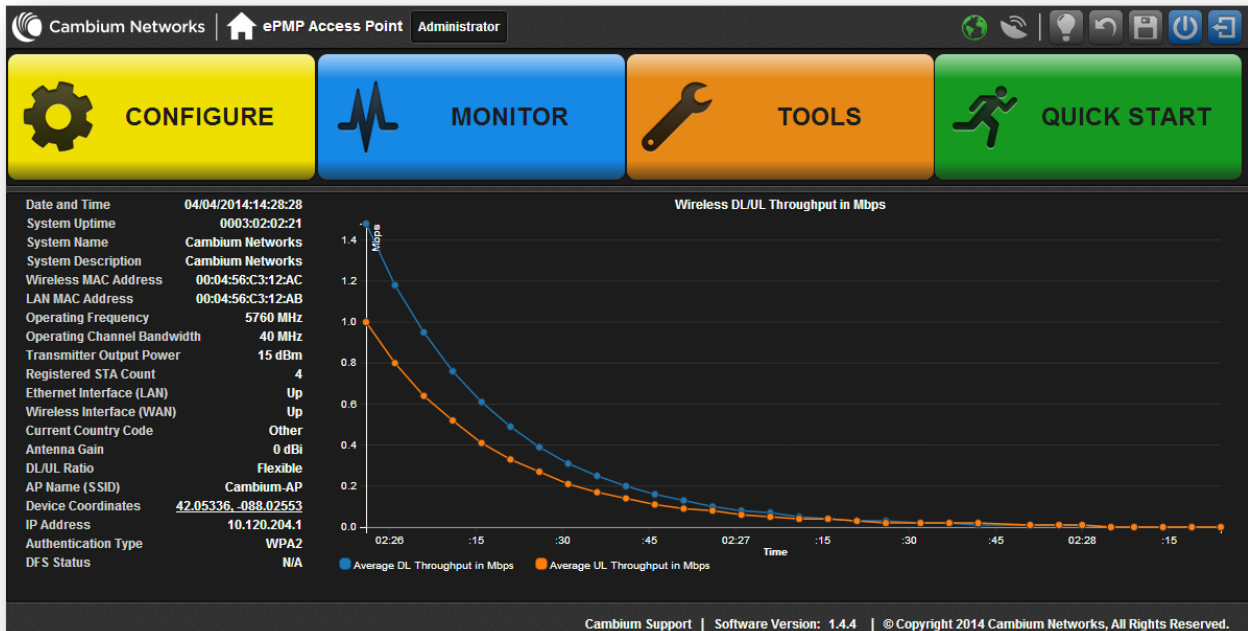 Cambium Networks | ePMP Access Point Administrator
CONFIGURE
MONITOR
TOOLS
QUICK START
Date and Time 04/04/2014:14:28:28
System Uptime 0003:02:02:21
System Name Cambium Networks
System Description Cambium Networks
Wireless MAC Address 00:04:56:C3:12:AC
LAN MAC Address 00:04:56:C3:12:AB
Operating Frequency 5760 MHz
Operating Channel Bandwidth 40 MHz
Transmitter Output Power 15 dBm
Registered STA Count 4
Ethernet Interface (LAN) Up
Wireless Interface (WAN) Up
Current Country Code Other
Antenna Gain 0 dBi
DL/UL Ratio Flexible
AP Name (SSID) Cambium-AP
Device Coordinates 42.05336, -088.02553
IP Address 10.120.204.1
Authentication Type WPA2
DFS Status N/A
Wireless DL/UL Throughput in Mbps
Mbps
1.4
1.2
1.0
0.8
0.6
0.4
0.2
0.0
02:26 :15 :30 :45 02:27 :15 :30 :45 02:28 :15
Time
Average DL Throughput in Mbps Average UL Throughput in Mbps
Cambium Support | Software Version: 1.4.4 | © Copyright 2014 Cambium Networks, All Rights Reserved.